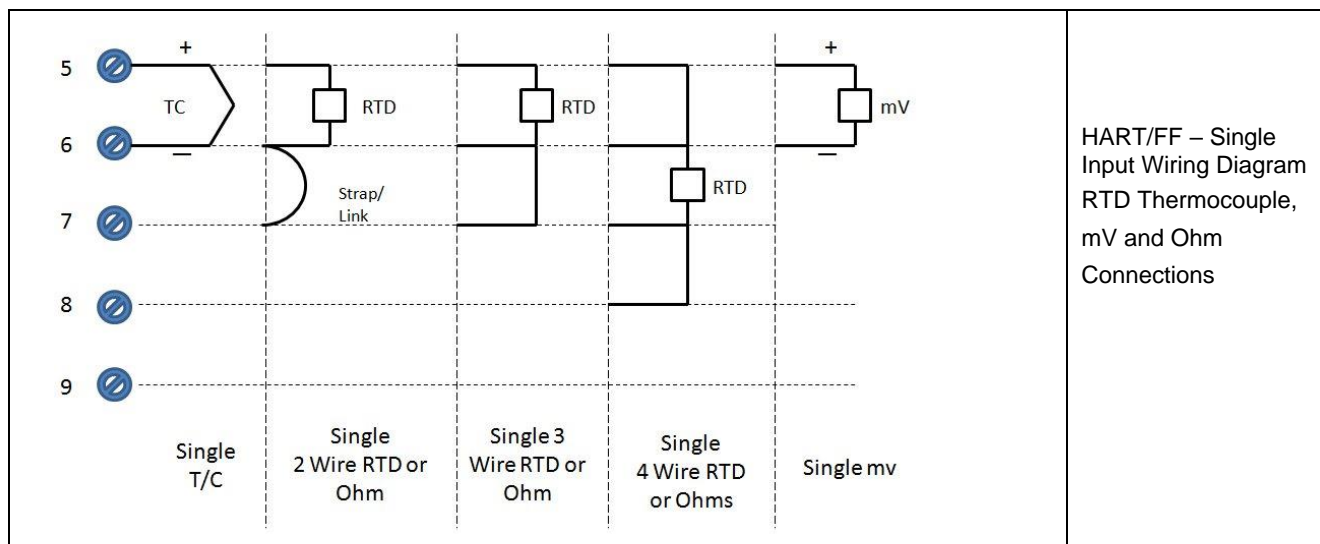 5
+
TC
6
—
RTD
Strap/
Link
7
8
9
RTD
RTD
+
mV
—
Single
T/C
Single
2 Wire RTD or
Ohm
Single 3
Wire RTD or
Ohm
Single
4 Wire RTD
or Ohms
Single mv
HART/FF – Single
Input Wiring Diagram
RTD Thermocouple,
mV and Ohm
Connections